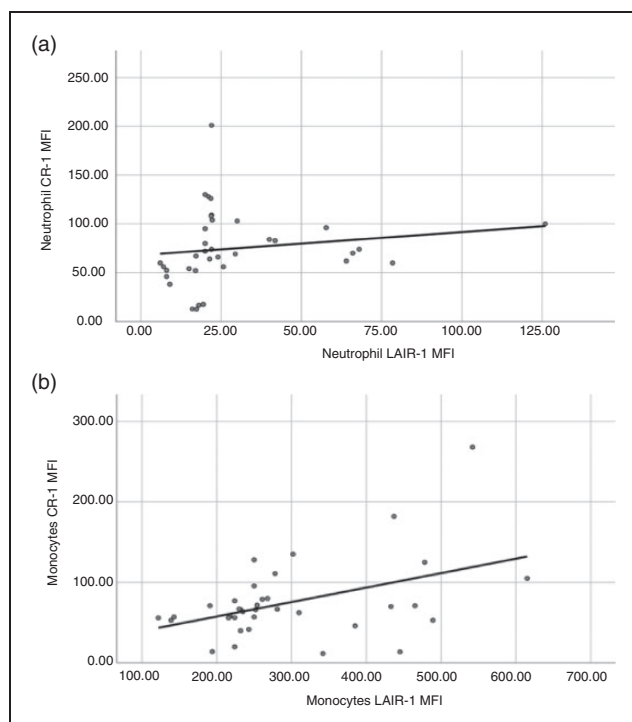 (a)
250.00
200.00
150.00
100.00
50.00
0.00
Neutrophil CR-1 MFI
0.00 25.00 50.00 75.00 100.00 125.00
Neutrophil LAIR-1 MFI
(b)
300.00
200.00
100.00
0.00
Monocytes CR-1 MFI
100.00 200.00 300.00 400.00 500.00 600.00 700.00
Monocytes LAIR-1 MFI